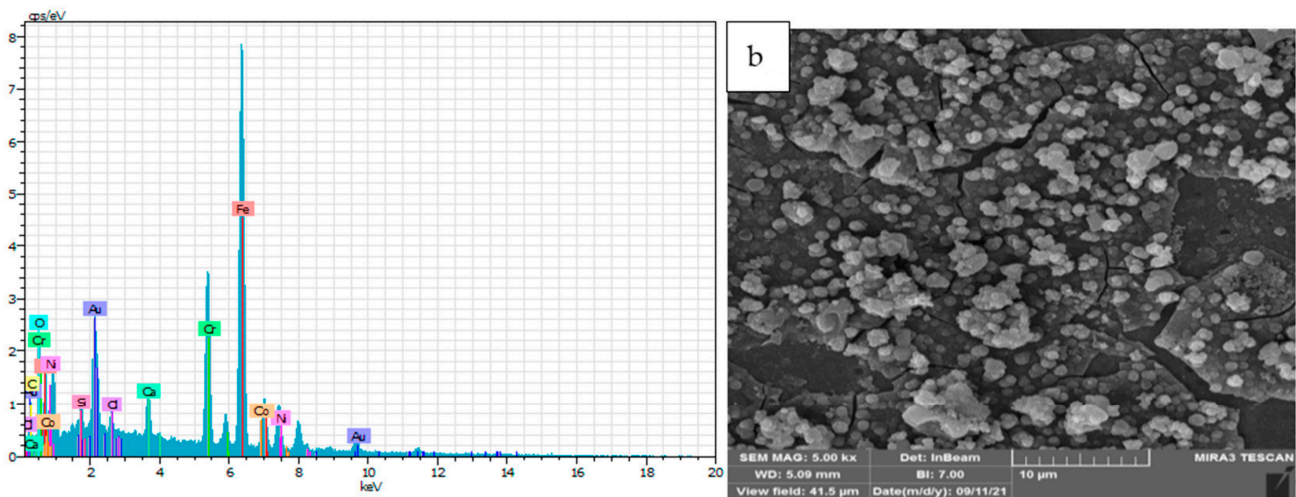 cps/eV
8
7
6
5
4
3
2
1
0
O
Cr
Ni
C
Co
Ca
Si
Au
Cl
Ca
Cr
Fe
Co
Ni
Au
2 4 6 8 10 12 14 16 18 20
keV
b
SEM MAG: 5.00 kx Det: InBeam MIRA3 TESCAN
WD: 5.09 mm BI: 7.00 10 µm
View field: 41.5 µm Date(m/d/y): 09/11/21